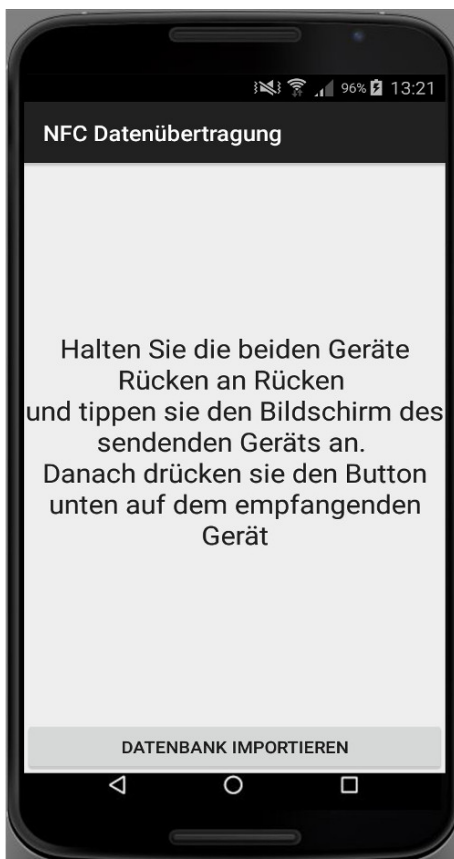 96% 13:21
NFC Datenübertragung
Halten Sie die beiden Geräte
Rücken an Rücken
und tippen sie den Bildschirm des
sendenden Geräts an.
Danach drücken sie den Button
unten auf dem empfangenden
Gerät
DATENBANK IMPORTIEREN